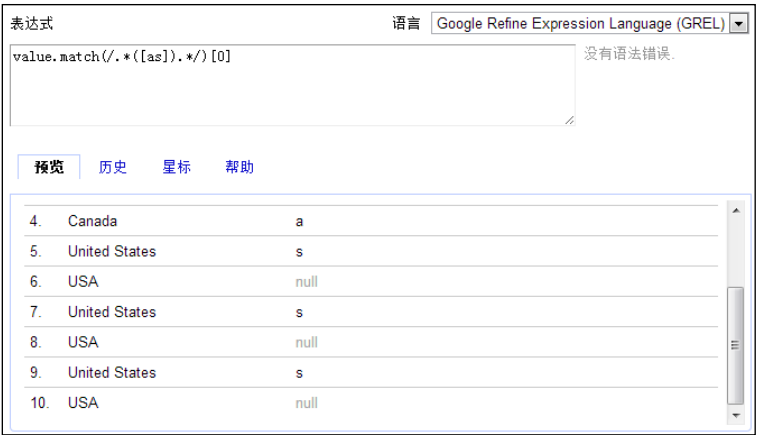 表达式 语言 Google Refine Expression Language (GREL)
value.match(/.*([as]).*/)[0] 没有语法错误.
预览 历史 星标 帮助
4. Canada a
5. United States s
6. USA null
7. United States s
8. USA null
9. United States s
10. USA null